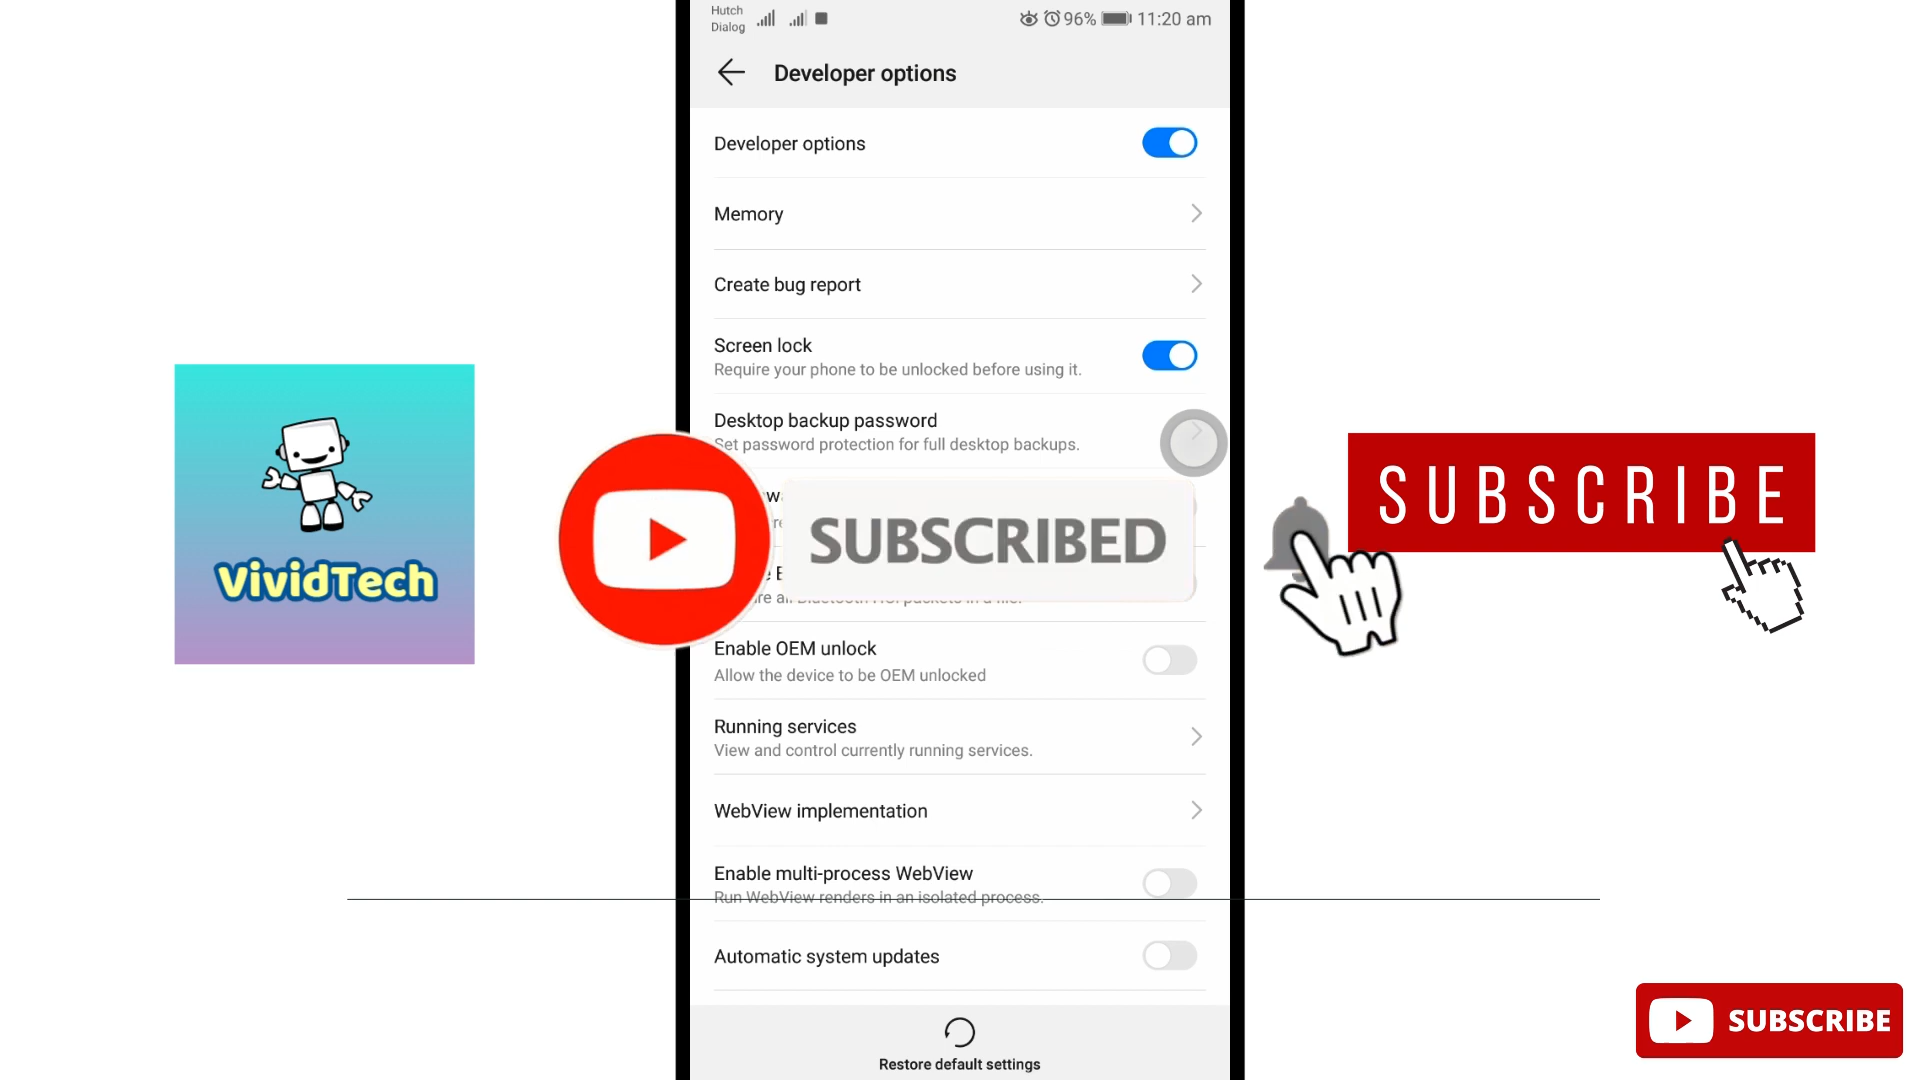 Hutch
Dialog
96%
11:20 am
Developer options
Developer options
Memory
Create bug report
Screen lock
Require your phone to be unlocked before using it.
Desktop backup password
Set password protection for full desktop backups.
SUBSCRIBED
Enable OEM unlock
Allow the device to be OEM unlocked
Running services
View and control currently running services.
WebView implementation
Enable multi-process WebView
Run WebView renders in an isolated process.
Automatic system updates
Restore default settings
VividTech
SUBSCRIBE
SUBSCRIBE